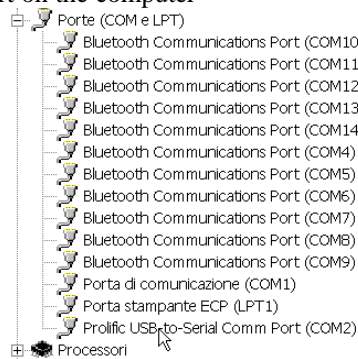 on the computer
Porte (COM e LPT)
Bluetooth Communications Port (COM10
Bluetooth Communications Port (COM11
Bluetooth Communications Port (COM12
Bluetooth Communications Port (COM13
Bluetooth Communications Port (COM14
Bluetooth Communications Port (COM4)
Bluetooth Communications Port (COM5)
Bluetooth Communications Port (COM6)
Bluetooth Communications Port (COM7)
Bluetooth Communications Port (COM8)
Bluetooth Communications Port (COM9)
Porta di comunicazione (COM1)
Porta stampante ECP (LPT1)
Prolific USB-to-Serial Comm Port (COM2)
Processori